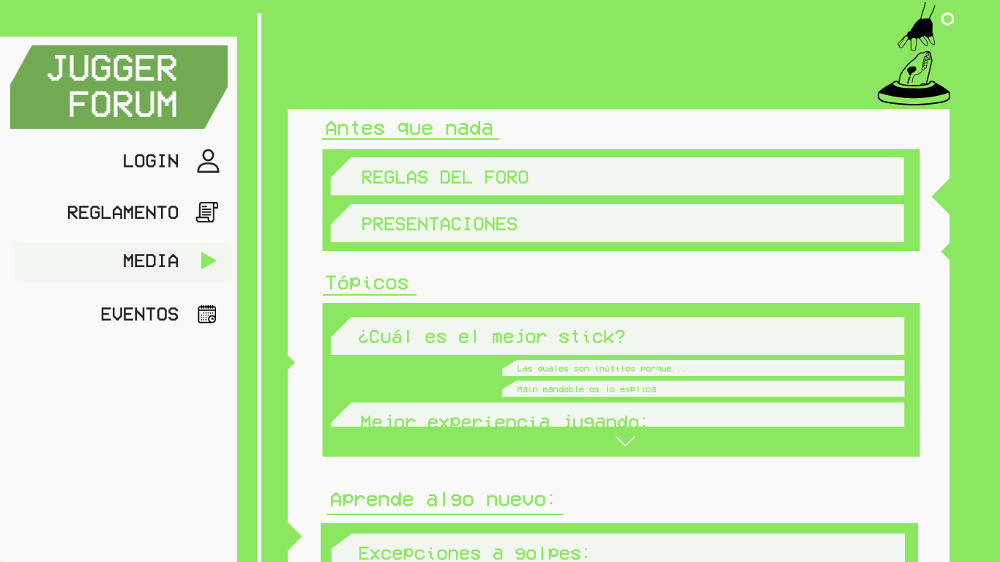 JUGGER
FORUM
LOGIN
REGLAMENTO
MEDIA
EVENTOS
Antes que nada
REGLAS DEL FORO
PRESENTACIONES
Tópicos
¿Cuál es el mejor stick?
Las duales son inútiles porque...
Main mandoble os lo explica
Mejor experiencia jugando:
Aprende algo nuevo:
Excepciones a golpes: